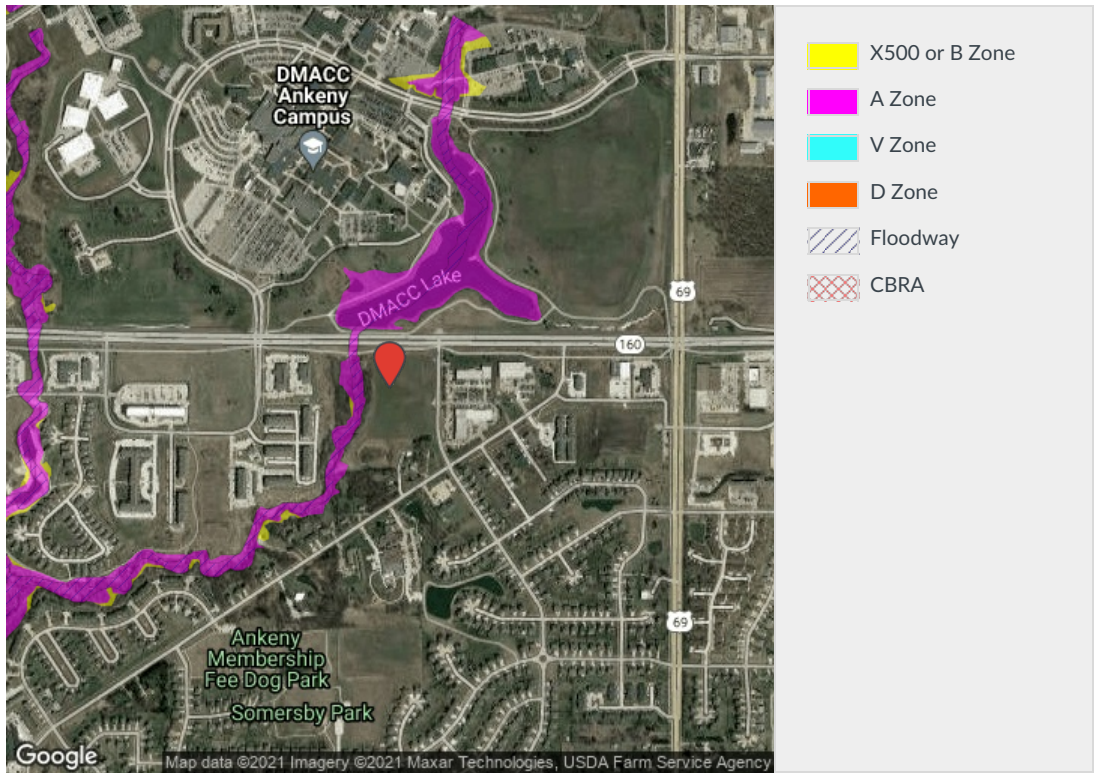 DMACC
Ankeny
Campus
DMACC Lake
69
160
69
Ankeny
Membership
Fee Dog Park
Somersby Park
Google
Map data ©2021 Imagery ©2021 Maxar Technologies, USDA Farm Service Agency
X500 or B Zone
A Zone
V Zone
D Zone
Floodway
CBRA